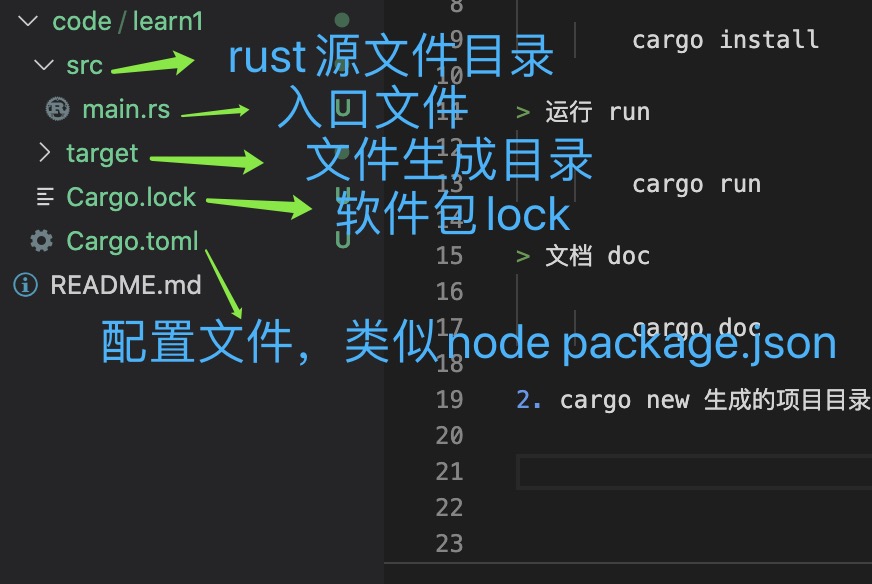 code / learn1
src
rust 源文件目录
main.rs
入口文件
U
target
文件生成目录
Cargo.lock
软件包lock
U
Cargo.toml
U
配置文件，类似 node package.json
README.md
8
9 cargo install
10
11 > 运行 run
12
13 cargo run
14
15 > 文档 doc
16
17 cargo doc
18
19 2. cargo new 生成的项目目录
20
21
22
23